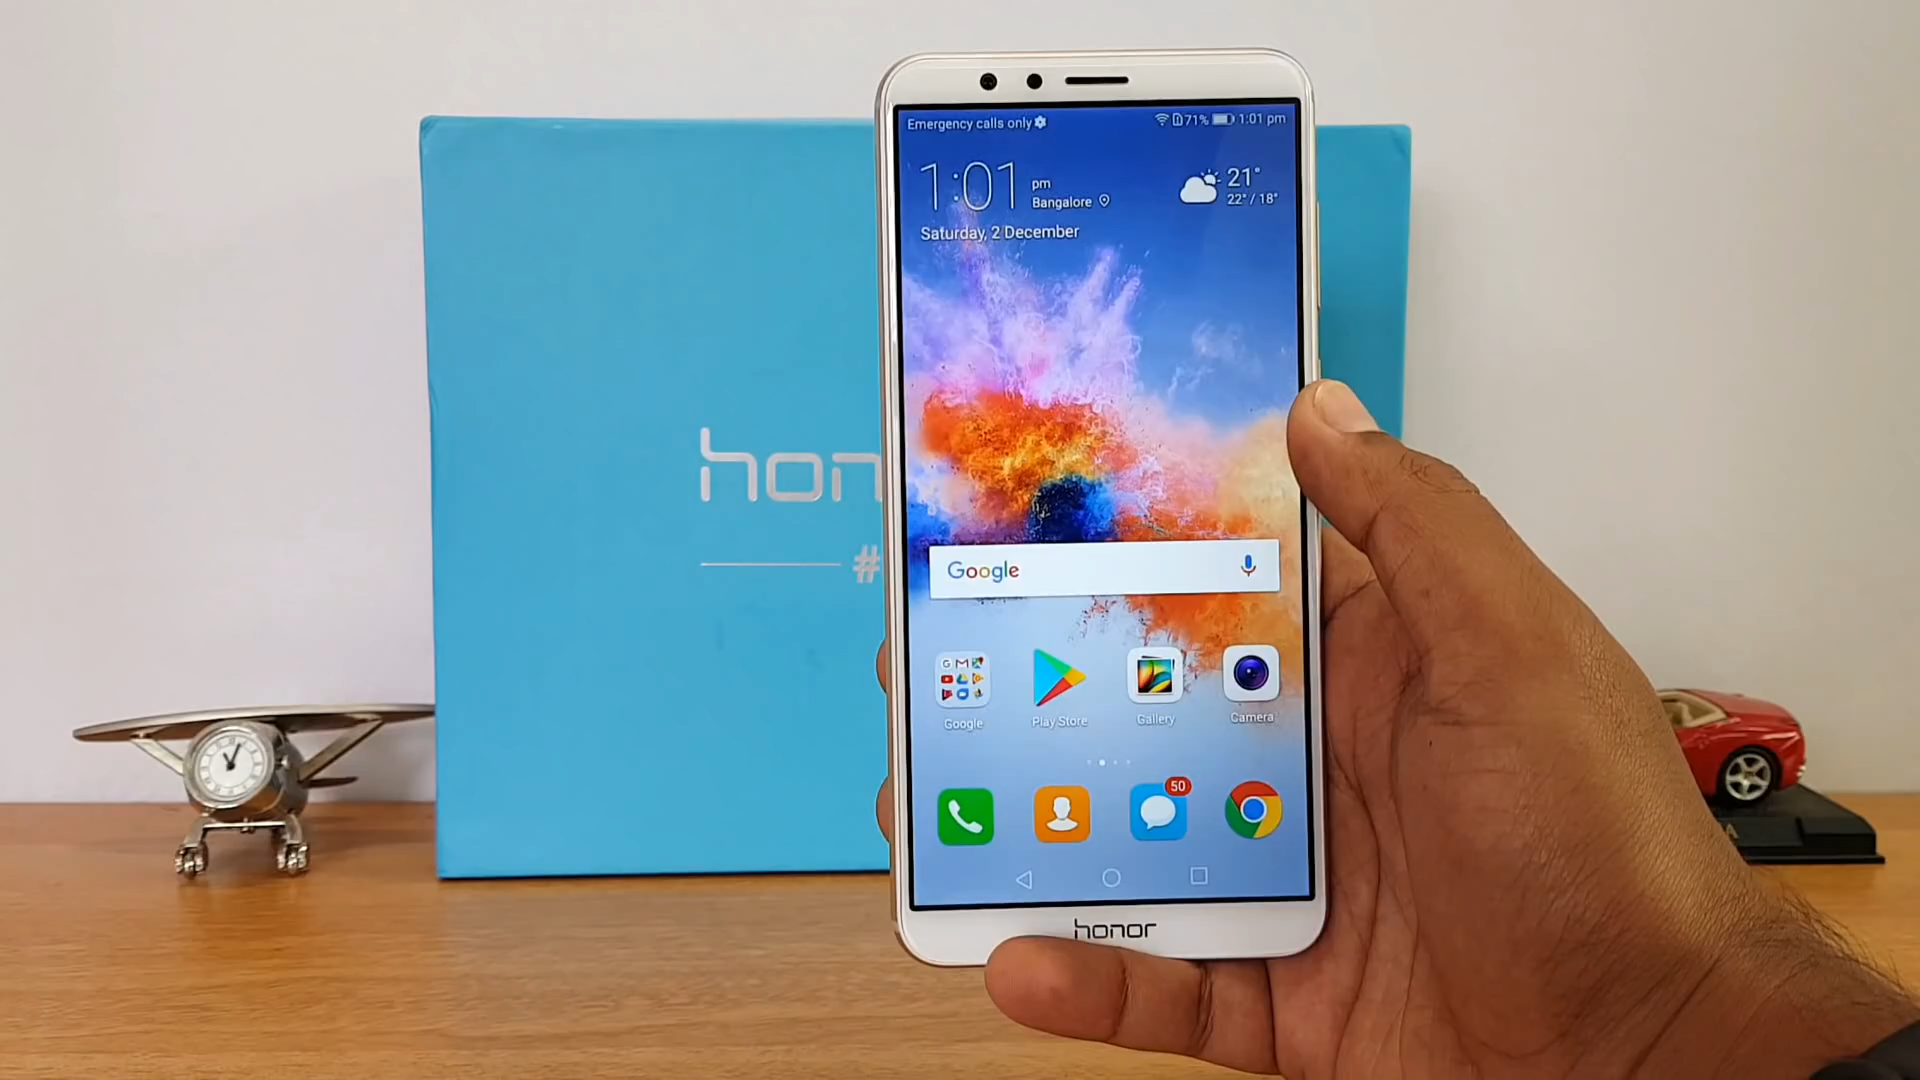 Emergency calls only
71% 1:01 pm
1:01 pm
Bangalore
Saturday, 2 December
21°
22° / 18°
hon
#
Google
Google
Play Store
Gallery
Camera
50
honor